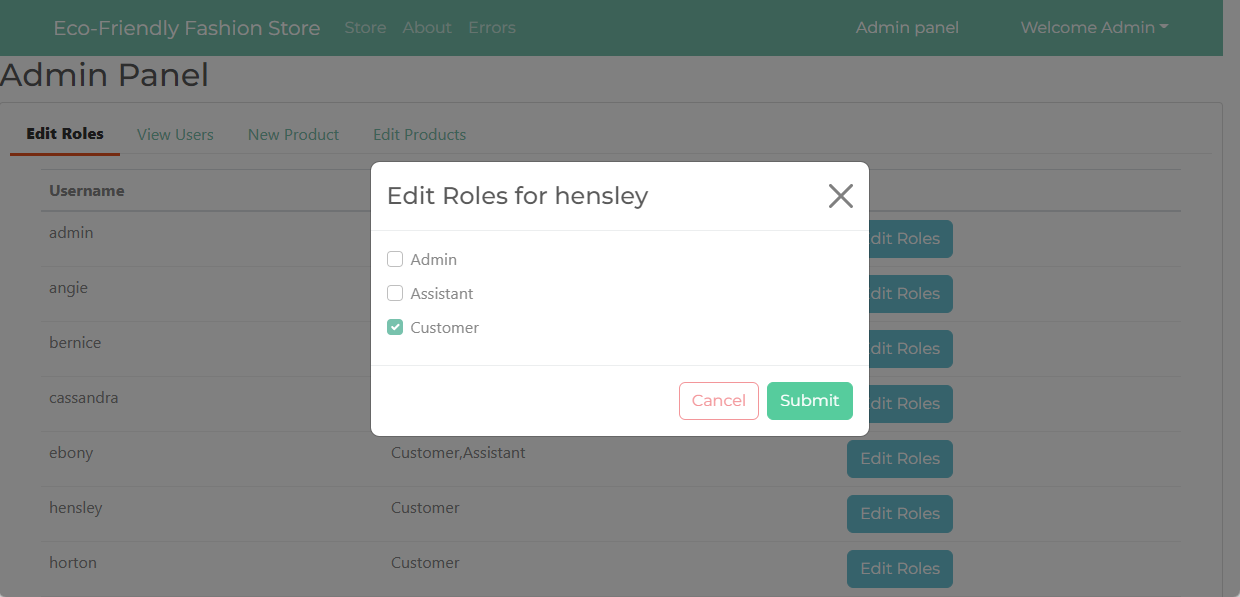 Eco-Friendly Fashion Store Store About Errors Admin panel Welcome Admin
Admin Panel
Edit Roles View Users New Product Edit Products
Username
Edit Roles for hensley
Admin
Assistant
Customer
Cancel Submit
admin dit Roles
angie dit Roles
bernice dit Roles
cassandra dit Roles
ebony Customer,Assistant Edit Roles
hensley Customer Edit Roles
horton Customer Edit Roles